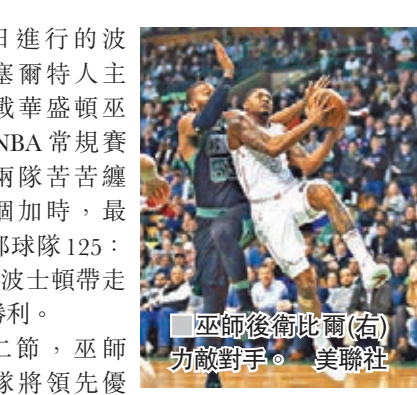 日進行的波
塞爾特人主
戰華盛頓巫
NBA常規賽
兩隊苦苦纏
個加時，最
部球隊125：
波士頓帶走
勝利。
二節，巫師
隊將領先優
■巫師後衛比爾(右)
力敵對手。 美聯社